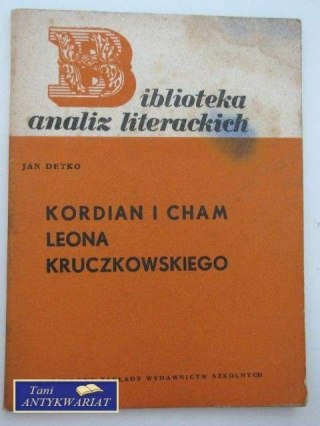 Biblioteka
analiz literackich
JAN DETKO
KORDIAN I CHAM
LEONA
KRUCZKOWSKIEGO
ZAKŁADY WYDAWNICTW SZKOLNYCH
Tani
ANTYKWARIAT